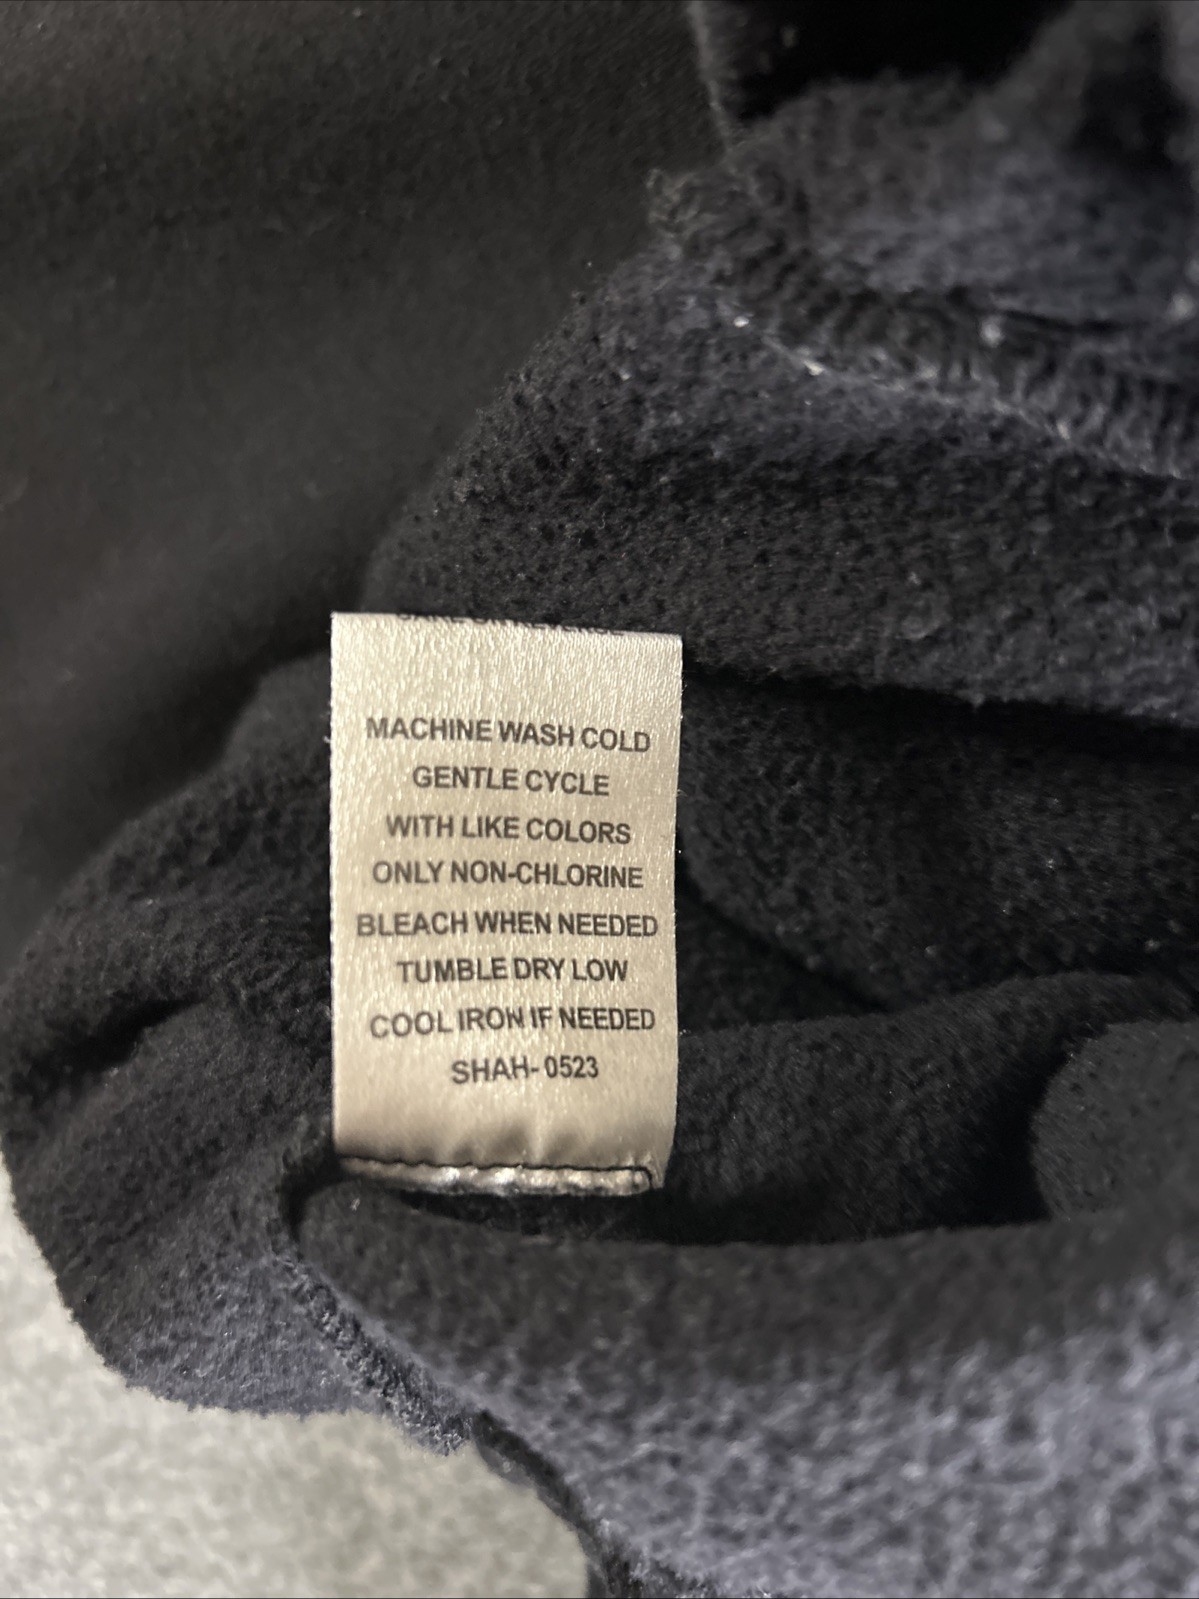 MACHINE WASH COLD
GENTLE CYCLE
WITH LIKE COLORS
ONLY NON-CHLORINE
BLEACH WHEN NEEDED
TUMBLE DRY LOW
COOL IRON IF NEEDED
SHAH- 0523